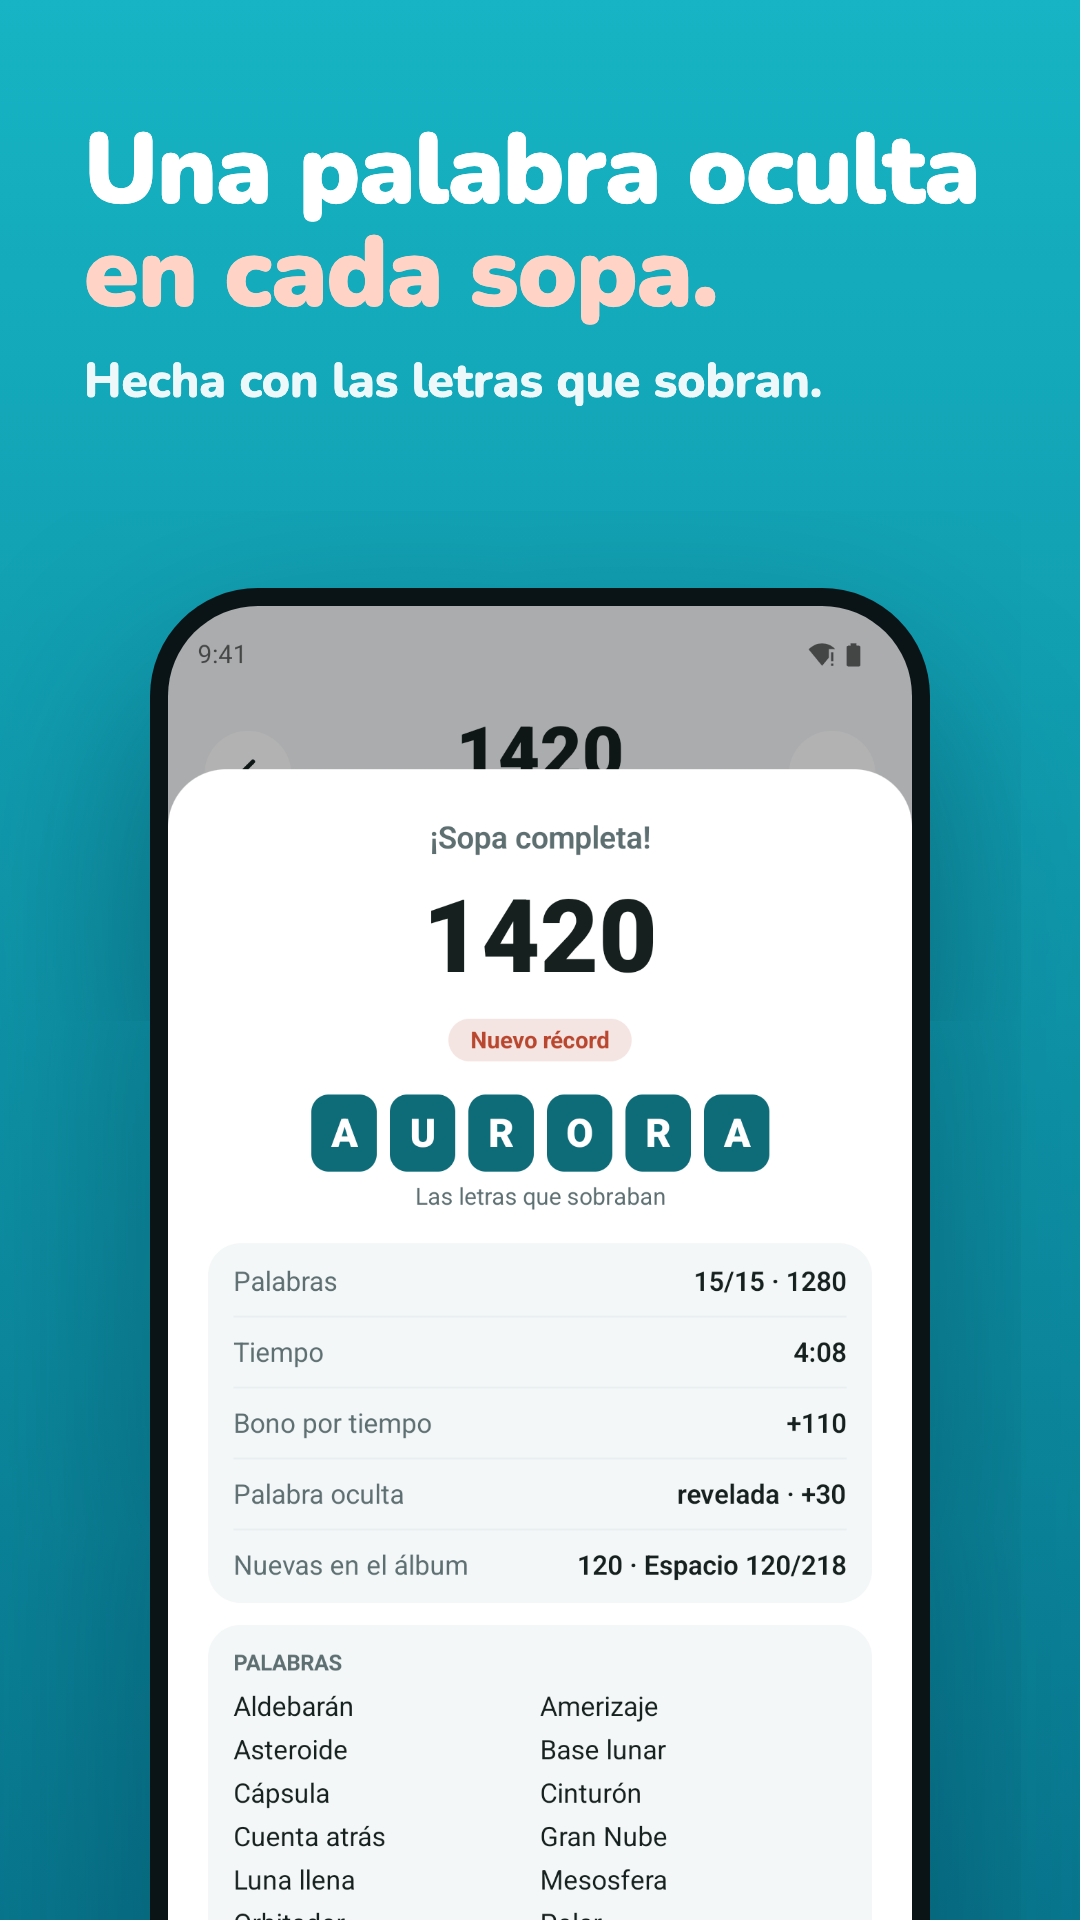 Una palabra oculta
en cada sopa.
Hecha con las letras que sobran.
9:41
1420
¡Sopa completa!
1420
Nuevo récord
A U R O R A
Las letras que sobraban
Palabras 15/15 · 1280
Tiempo 4:08
Bono por tiempo +110
Palabra oculta revelada · +30
Nuevas en el álbum 120 · Espacio 120/218
PALABRAS
Aldebarán Amerizaje
Asteroide Base lunar
Cápsula Cinturón
Cuenta atrás Gran Nube
Luna llena Mesosfera